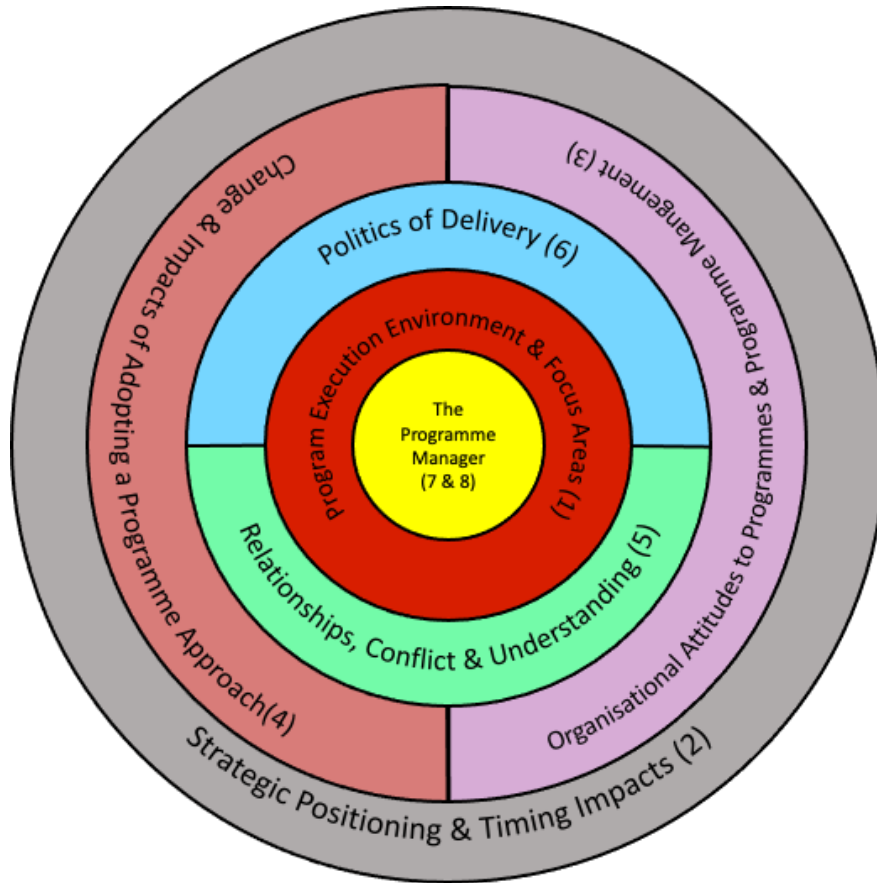 Strategic Positioning & Timing Impacts (2)
Change & Impacts of Adopting a Programme Approach(4)
Organisational Attitudes to Programmes & Programme Mangement (3)
Politics of Delivery (6)
Relationships, Conflict & Understanding (5)
Program Execution Environment & Focus Areas (1)
The
Programme
Manager
(7 & 8)